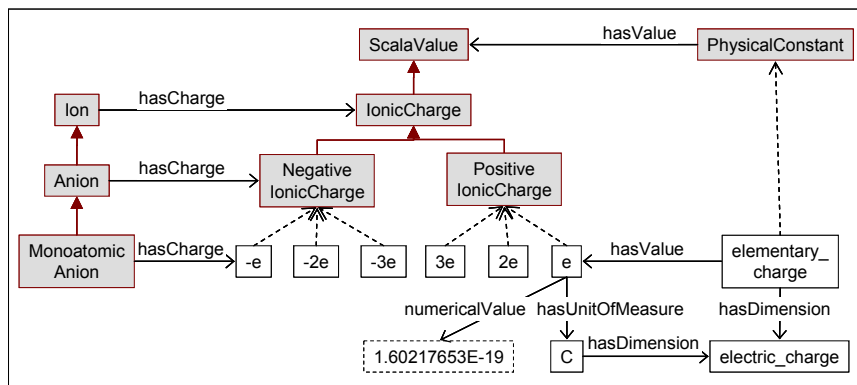 ScalaValue
hasValue
PhysicalConstant
Ion
hasCharge
IonicCharge
Anion
hasCharge
Negative
IonicCharge
Positive
IonicCharge
Monoatomic
Anion
hasCharge
-e
-2e
-3e
3e
2e
e
hasValue
elementary_
charge
numericalValue
hasUnitOfMeasure
hasDimension
1.60217653E-19
C
hasDimension
electric_charge